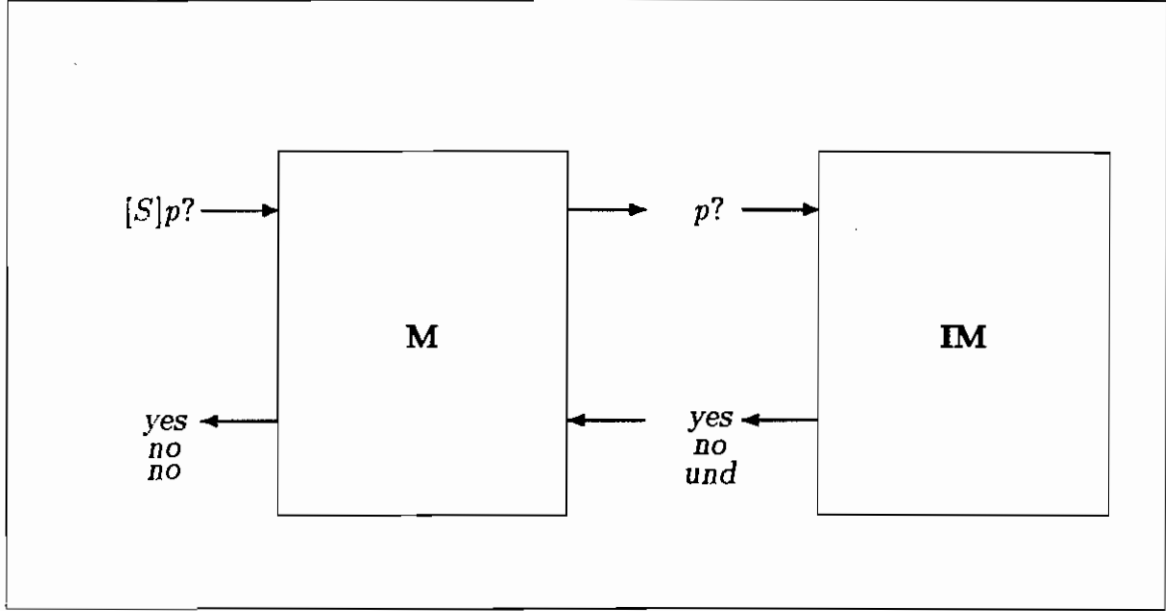 [S]p?
p?
M
IM
yes
no
no
yes
no
und